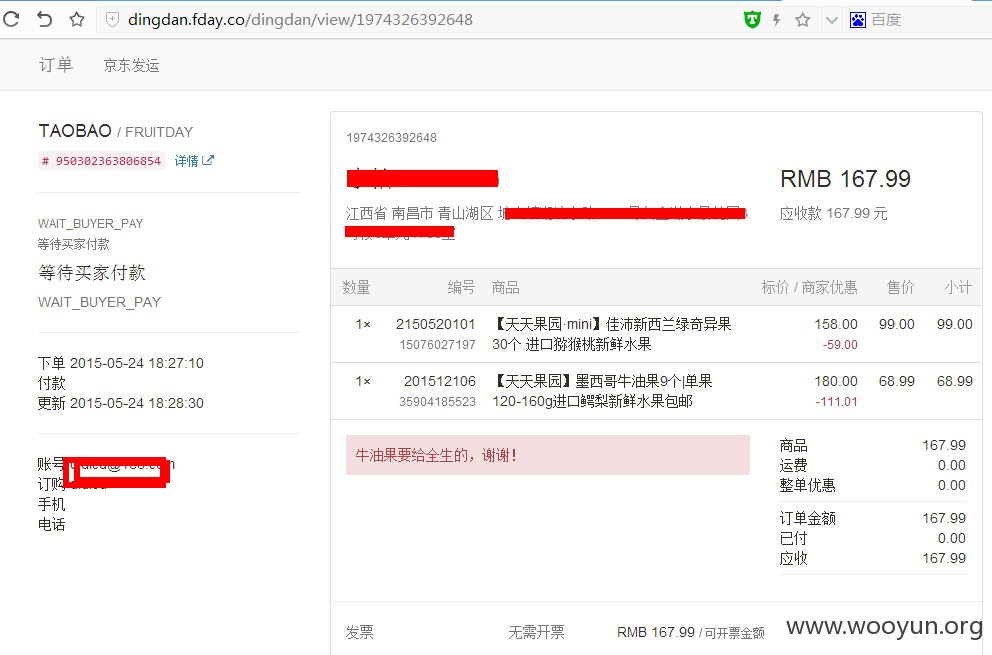 dingdan.fday.co/dingdan/view/1974326392648
百度
订单 京东发运
TAOBAO / FRUITDAY
# 950302363806854 详情
WAIT_BUYER_PAY
等待买家付款
等待买家付款
WAIT_BUYER_PAY
下单 2015-05-24 18:27:10
付款
更新 2015-05-24 18:28:30
账号
订购
手机
电话
1974326392648
江西省 南昌市 青山湖区
RMB 167.99
应收款 167.99 元
数量 编号 商品 标价 / 商家优惠 售价 小计
1× 2150520101 【天天果园·mini】佳沛新西兰绿奇异果 158.00 99.00 99.00
15076027197 30个 进口猕猴桃新鲜水果 -59.00
1× 201512106 【天天果园】墨西哥牛油果9个|单果 180.00 68.99 68.99
35904185523 120-160g进口鳄梨新鲜水果包邮 -111.01
牛油果要给全生的，谢谢！
商品 167.99
运费 0.00
整单优惠 0.00
订单金额 167.99
已付 0.00
应收 167.99
发票 无需开票 RMB 167.99 / 可开票金额
www.wooyun.org